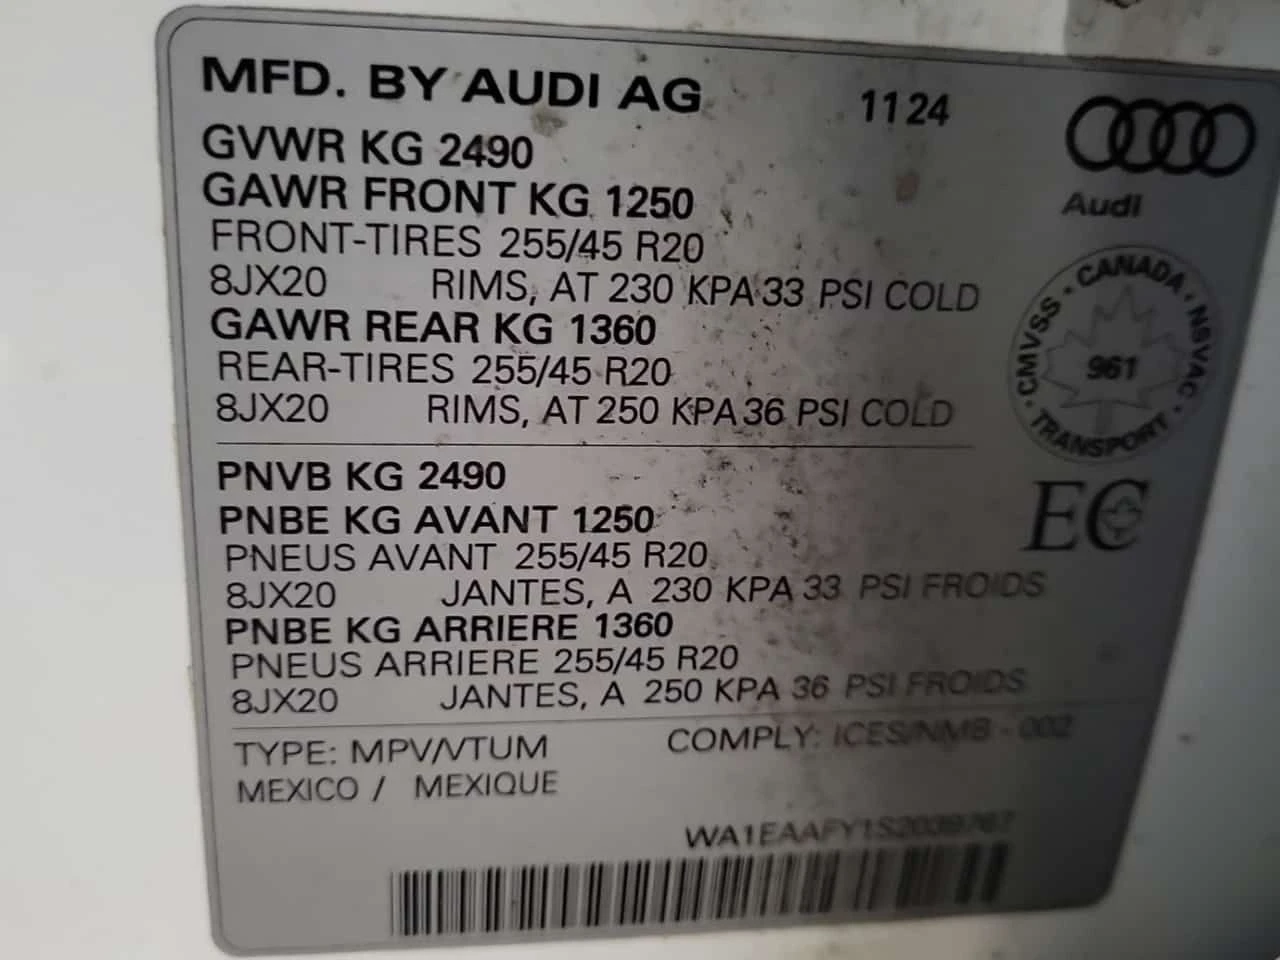 MFD. BY AUDI AG 1124
GVWR KG 2490
GAWR FRONT KG 1250
FRONT-TIRES 255/45 R20
8JX20 RIMS, AT 230 KPA 33 PSI COLD
GAWR REAR KG 1360
REAR-TIRES 255/45 R20
8JX20 RIMS, AT 250 KPA 36 PSI COLD
Audi
CMVSS · CANADA · NSVAC · TRANSPORT ·
961
PNVB KG 2490
PNBE KG AVANT 1250
PNEUS AVANT 255/45 R20
8JX20 JANTES, A 230 KPA 33 PSI FROIDS
PNBE KG ARRIERE 1360
PNEUS ARRIERE 255/45 R20
8JX20 JANTES, A 250 KPA 36 PSI FROIDS
EC
TYPE: MPV/VTUM COMPLY: ICES/NMB - 002
MEXICO / MEXIQUE
WA1EAAFY1S2039767